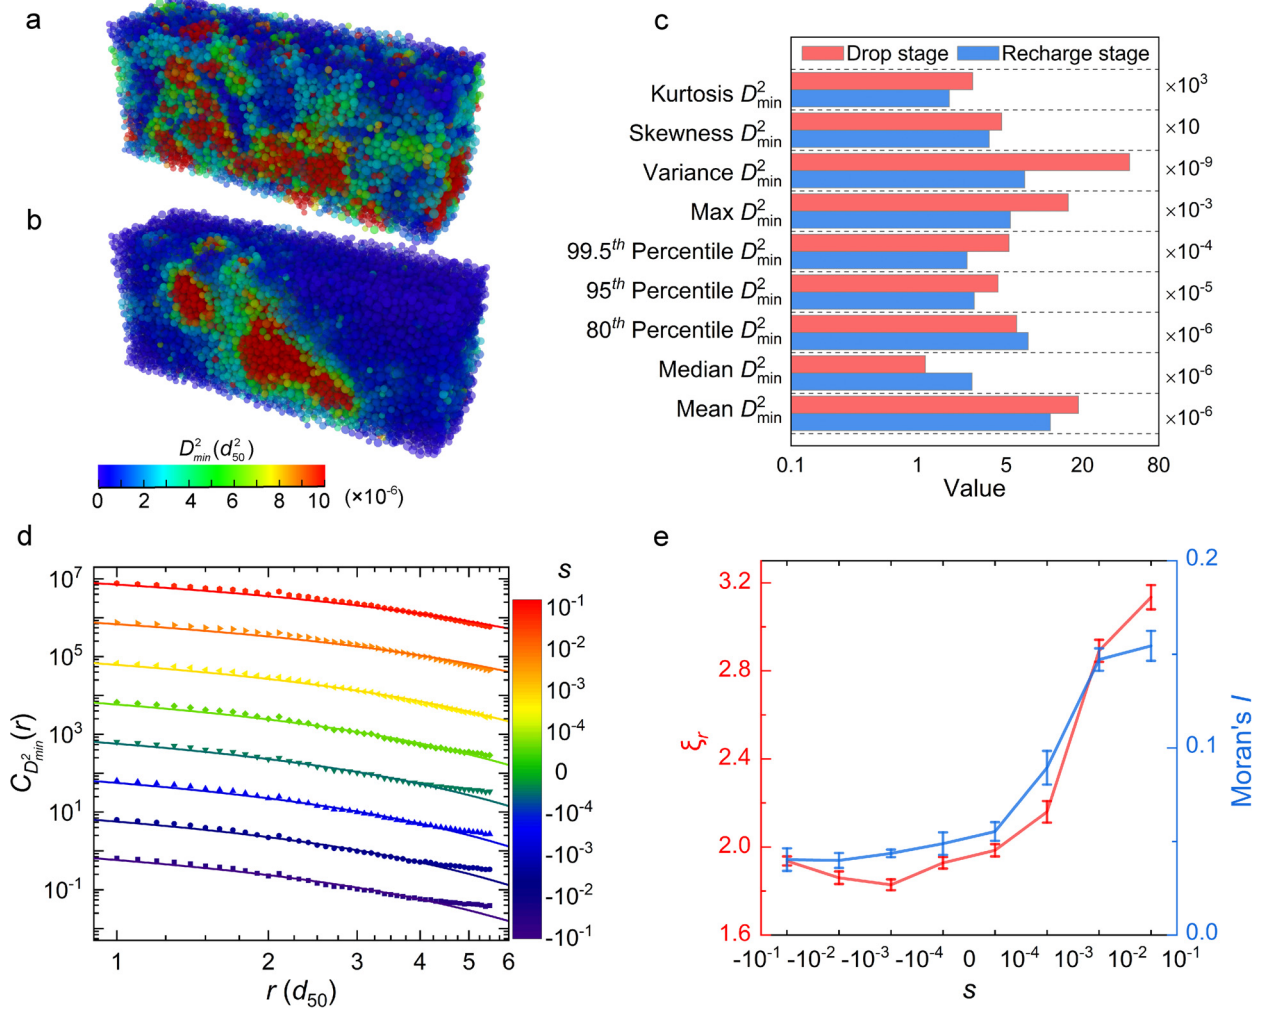 a
b
D²min(d²50)
0 2 4 6 8 10 (×10⁻⁶)
c
Drop stage Recharge stage
Kurtosis D²min ×10³
Skewness D²min ×10
Variance D²min ×10⁻⁹
Max D²min ×10⁻³
99.5th Percentile D²min ×10⁻⁴
95th Percentile D²min ×10⁻⁵
80th Percentile D²min ×10⁻⁶
Median D²min ×10⁻⁶
Mean D²min ×10⁻⁶
0.1 1 5 20 80
Value
d
C_D²min(r)
10⁷
10⁵
10³
10¹
10⁻¹
1 2 3 4 5 6
r (d50)
s
10⁻¹
10⁻²
10⁻³
10⁻⁴
0
-10⁻⁴
-10⁻³
-10⁻²
-10⁻¹
e
ξr
3.2
2.8
2.4
2.0
1.6
0.2
0.1
0.0
Moran's I
-10⁻¹ -10⁻² -10⁻³ -10⁻⁴ 0 10⁻⁴ 10⁻³ 10⁻² 10⁻¹
s